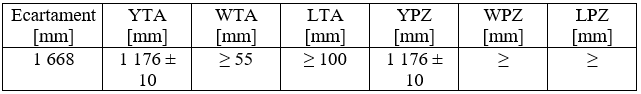 Ecartament YTA WTA LTA YPZ WPZ LPZ
[mm] [mm] [mm] [mm] [mm] [mm] [mm]
1 668 1 176 ± ≥ 55 ≥ 100 1 176 ± ≥ ≥
10 10